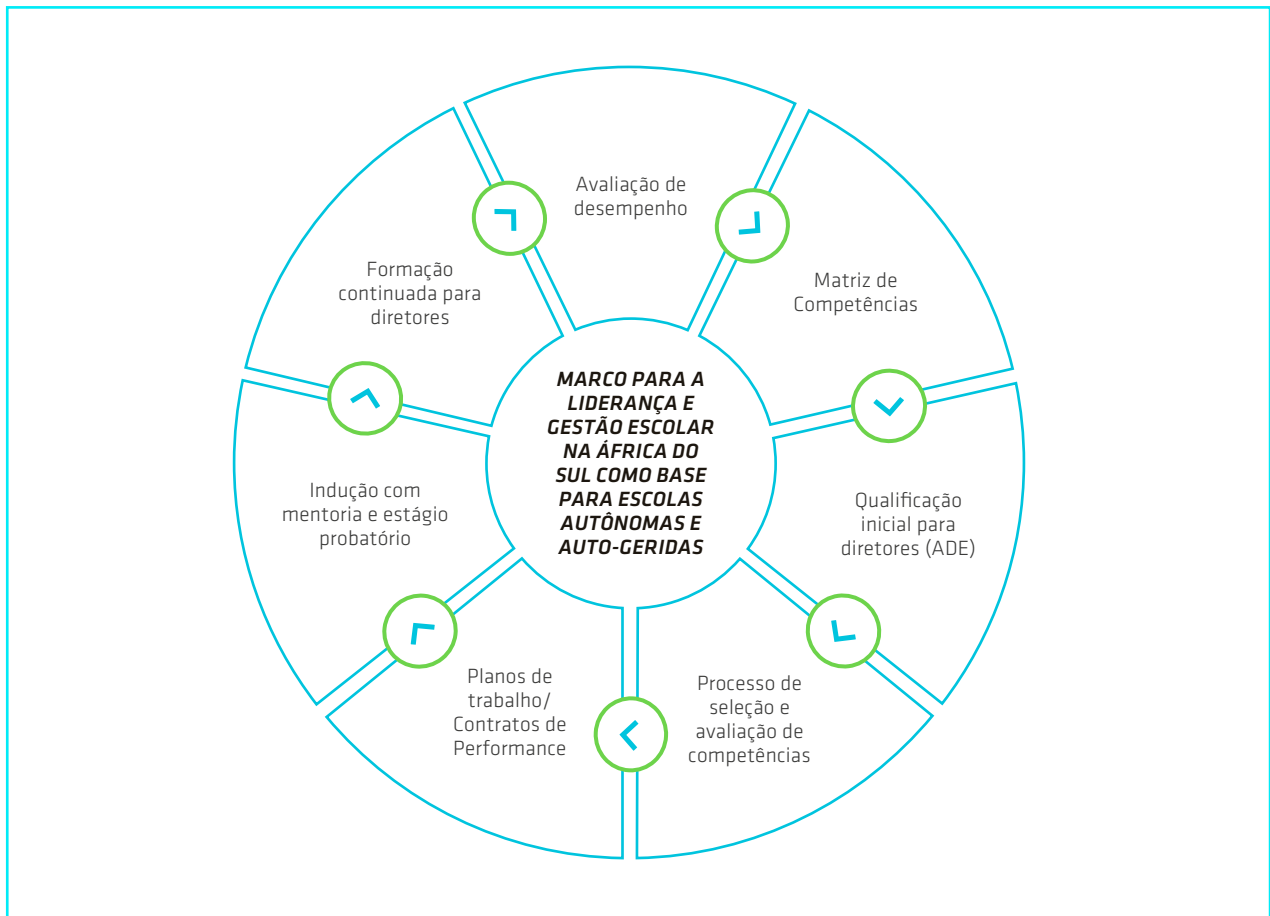 Avaliação de
desempenho
Matriz de
Competências
Qualificação
inicial para
diretores (ADE)
Processo de
seleção e
avaliação de
competências
Planos de
trabalho/
Contratos de
Performance
Indução com
mentoria e estágio
probatório
Formação
continuada para
diretores
MARCO PARA A
LIDERANÇA E
GESTÃO ESCOLAR
NA ÁFRICA DO
SUL COMO BASE
PARA ESCOLAS
AUTÔNOMAS E
AUTO-GERIDAS